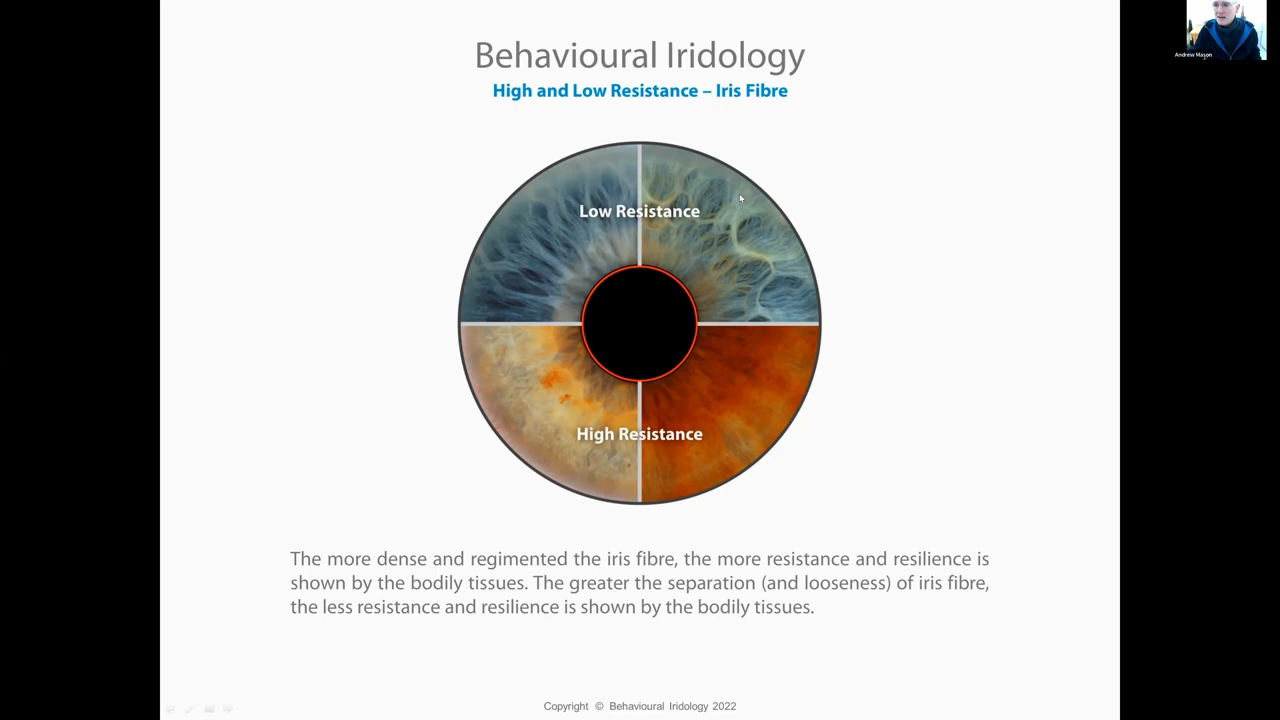 Behavioural Iridology
High and Low Resistance – Iris Fibre
Andrew Mason
Low Resistance
High Resistance
The more dense and regimented the iris fibre, the more resistance and resilience is
shown by the bodily tissues. The greater the separation (and looseness) of iris fibre,
the less resistance and resilience is shown by the bodily tissues.
Copyright © Behavioural Iridology 2022